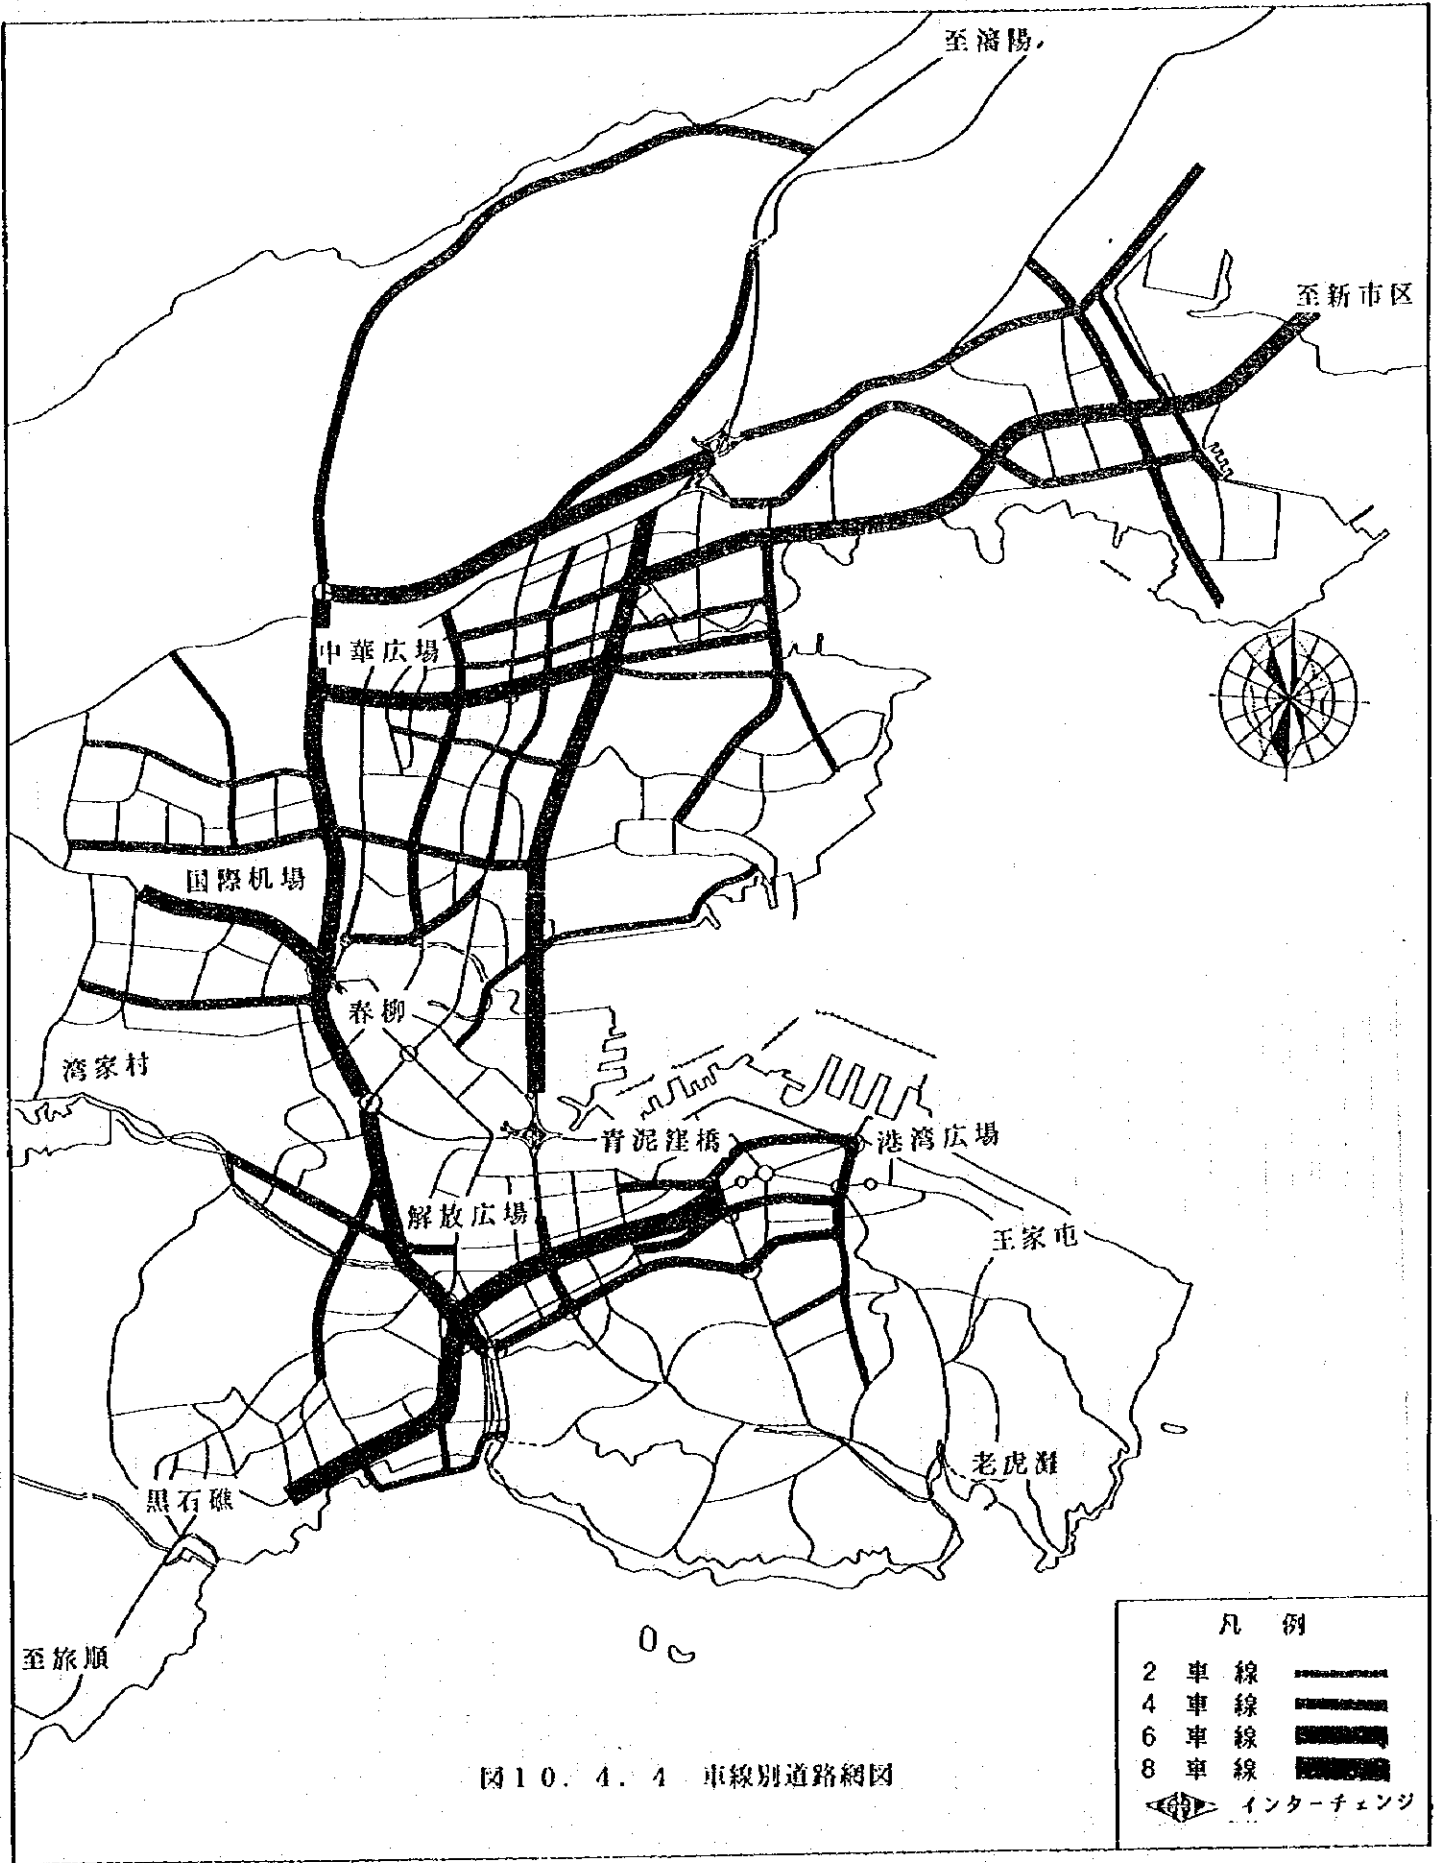 至瀋陽
至新市区
中華広場
国際机場
春柳
湾家村
青泥窪橋
港湾広場
解放広場
王家屯
老虎灘
黒石礁
至旅順
凡 例
2 車 線
4 車 線
6 車 線
8 車 線
インターチェンジ
図10.4.4 車線別道路網図